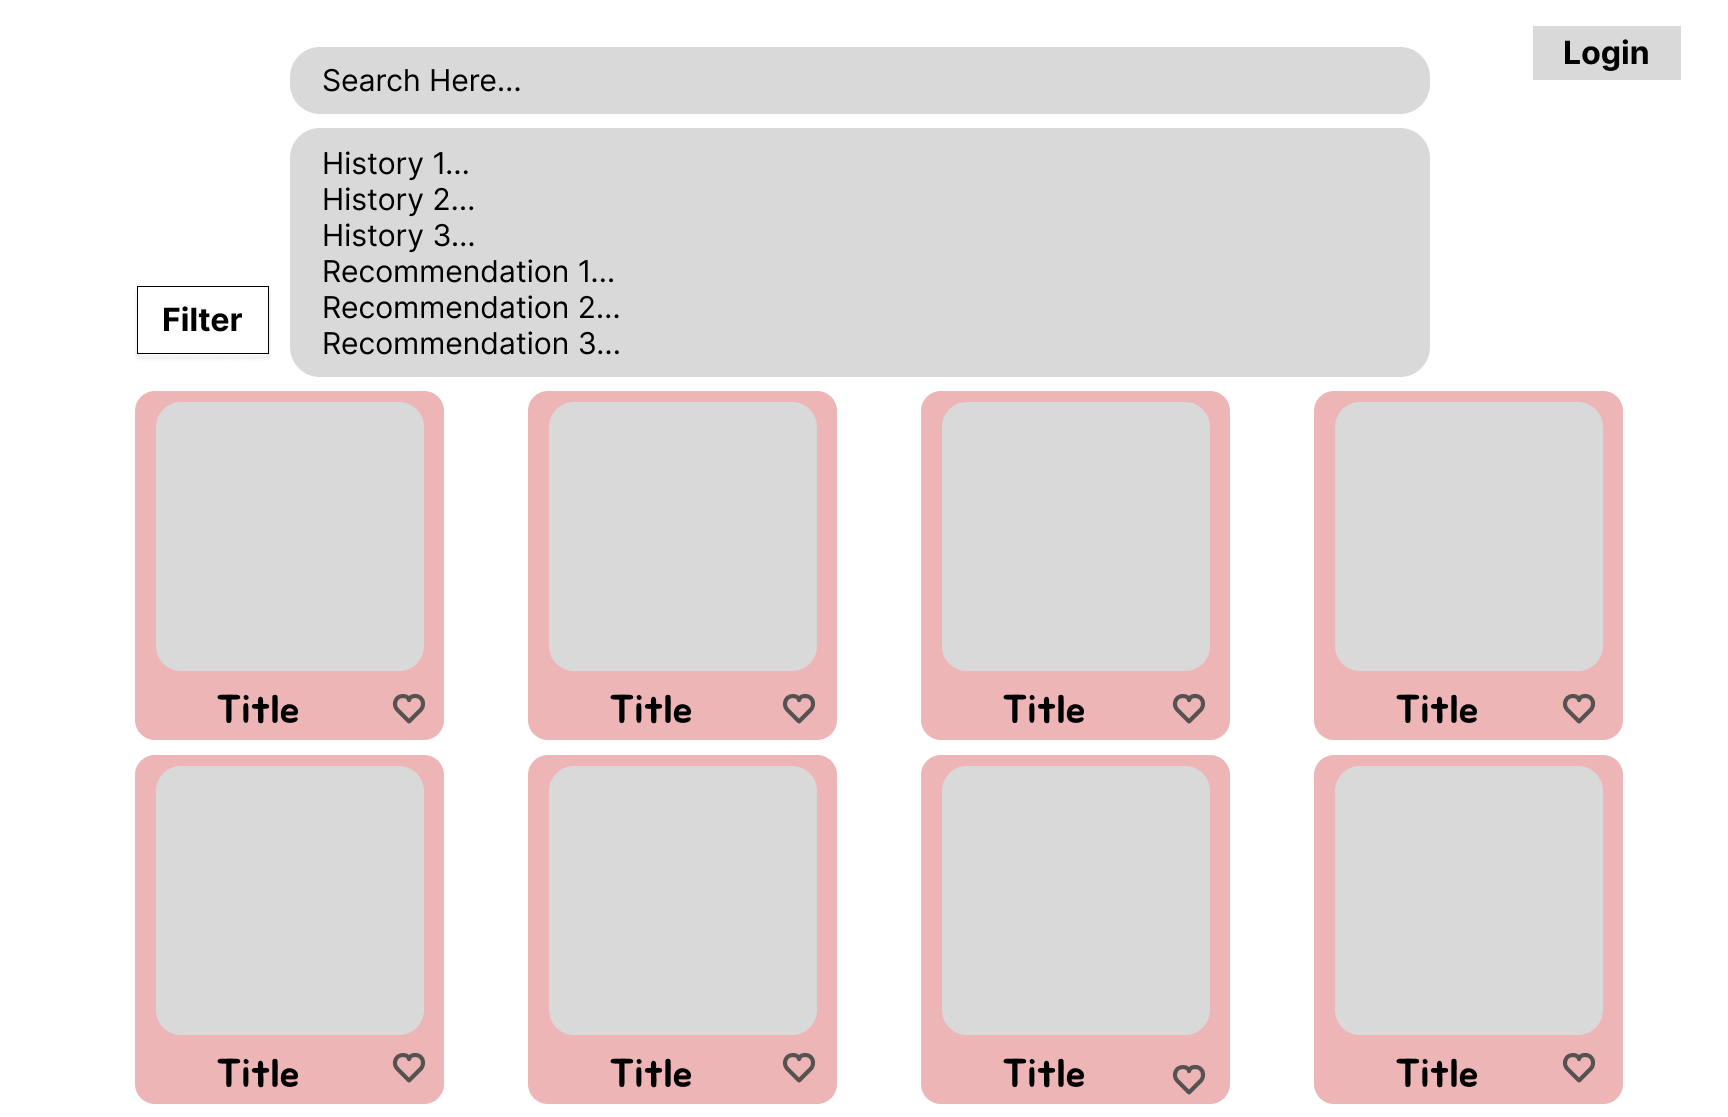 Login
Search Here...
History 1...
History 2...
History 3...
Recommendation 1...
Recommendation 2...
Recommendation 3...
Filter
Title
Title
Title
Title
Title
Title
Title
Title